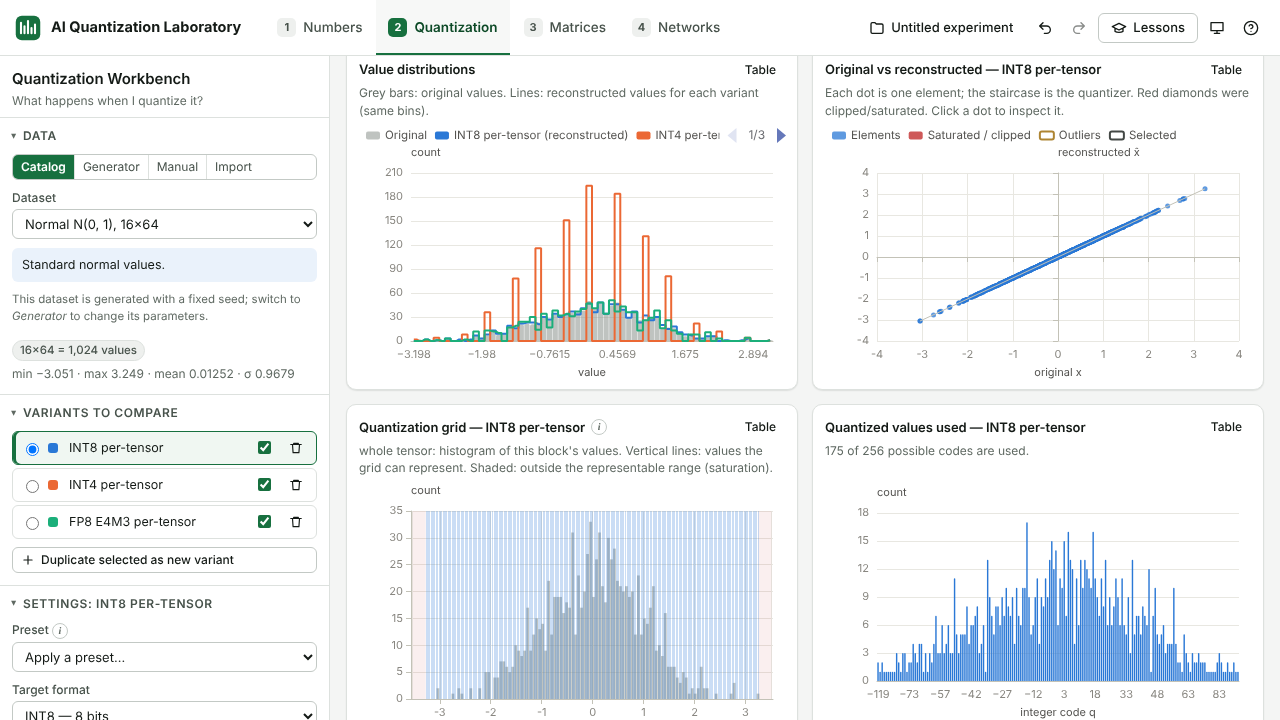 AI Quantization Laboratory
1 Numbers
2 Quantization
3 Matrices
4 Networks
Untitled experiment
Lessons
Quantization Workbench
What happens when I quantize it?
DATA
Catalog Generator Manual Import
Dataset
Normal N(0, 1), 16×64
Standard normal values.
This dataset is generated with a fixed seed; switch to
Generator to change its parameters.
16×64 = 1,024 values
min −3.051 · max 3.249 · mean 0.01252 · σ 0.9679
VARIANTS TO COMPARE
INT8 per-tensor
INT4 per-tensor
FP8 E4M3 per-tensor
+ Duplicate selected as new variant
SETTINGS: INT8 PER-TENSOR
Preset i
Apply a preset...
Target format
INT8 — 8 bits
Value distributions
Table
Grey bars: original values. Lines: reconstructed values for each variant
(same bins).
Original INT8 per-tensor (reconstructed) INT4 per-ter 1/3
count
210
180
150
120
90
60
30
0
−3.198 −1.98 −0.7615 0.4569 1.675 2.894
value
Original vs reconstructed — INT8 per-tensor
Table
Each dot is one element; the staircase is the quantizer. Red diamonds were
clipped/saturated. Click a dot to inspect it.
Elements Saturated / clipped Outliers Selected
reconstructed x̂
4
3
2
1
0
-1
-2
-3
-4
-4 -3 -2 -1 0 1 2 3 4
original x
Quantization grid — INT8 per-tensor i
Table
whole tensor: histogram of this block's values. Vertical lines: values the
grid can represent. Shaded: outside the representable range (saturation).
count
35
30
25
20
15
10
5
0
-3 -2 -1 0 1 2 3
Quantized values used — INT8 per-tensor
Table
175 of 256 possible codes are used.
count
18
15
12
9
6
3
0
−119 −73 −57 −42 −27 −12 3 18 33 48 63 83
integer code q